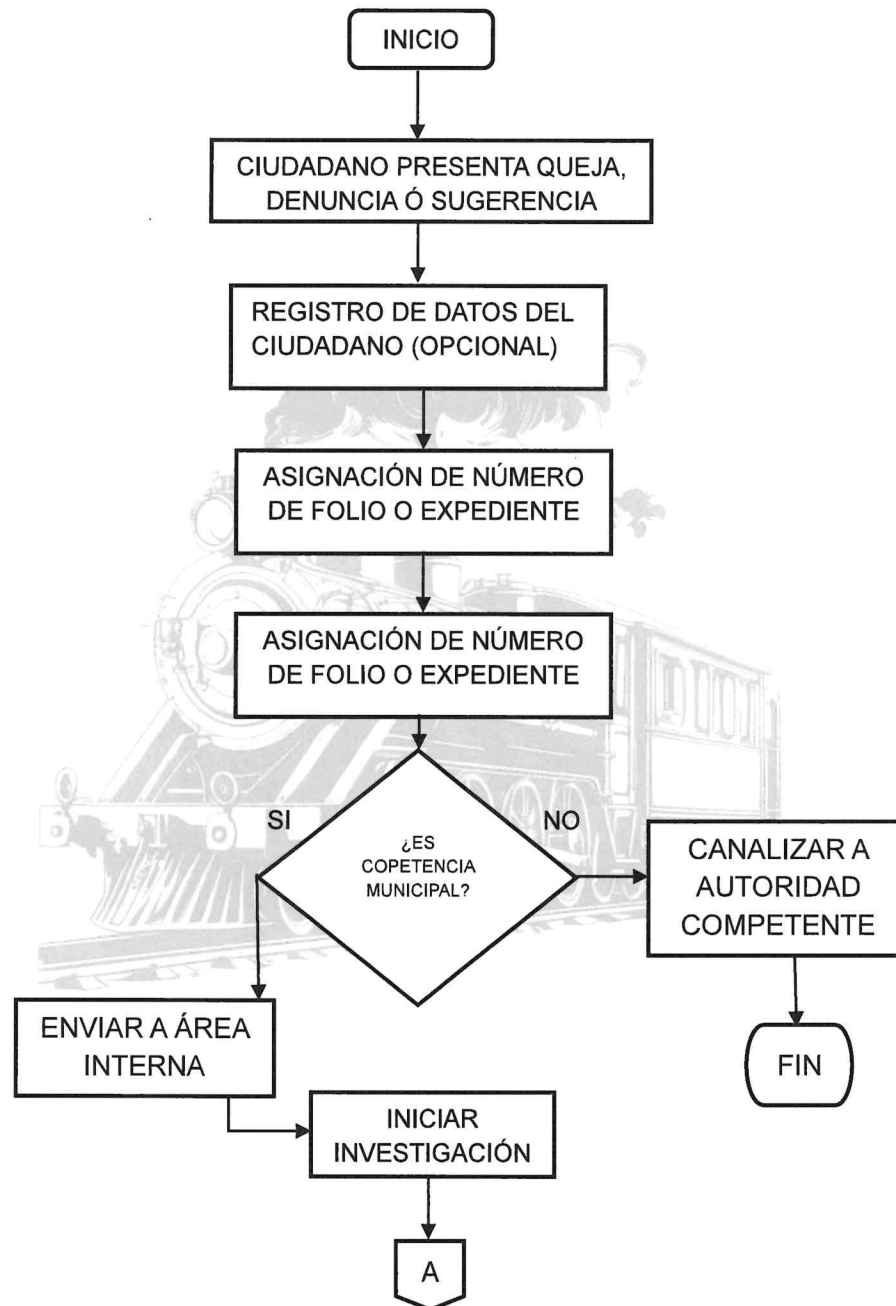 INICIO
CIUDADANO PRESENTA QUEJA,
DENUNCIA Ó SUGERENCIA
REGISTRO DE DATOS DEL
CIUDADANO (OPCIONAL)
ASIGNACIÓN DE NÚMERO
DE FOLIO O EXPEDIENTE
ASIGNACIÓN DE NÚMERO
DE FOLIO O EXPEDIENTE
SI
NO
¿ES
COPETENCIA
MUNICIPAL?
CANALIZAR A
AUTORIDAD
COMPETENTE
ENVIAR A ÁREA
INTERNA
FIN
INICIAR
INVESTIGACIÓN
A